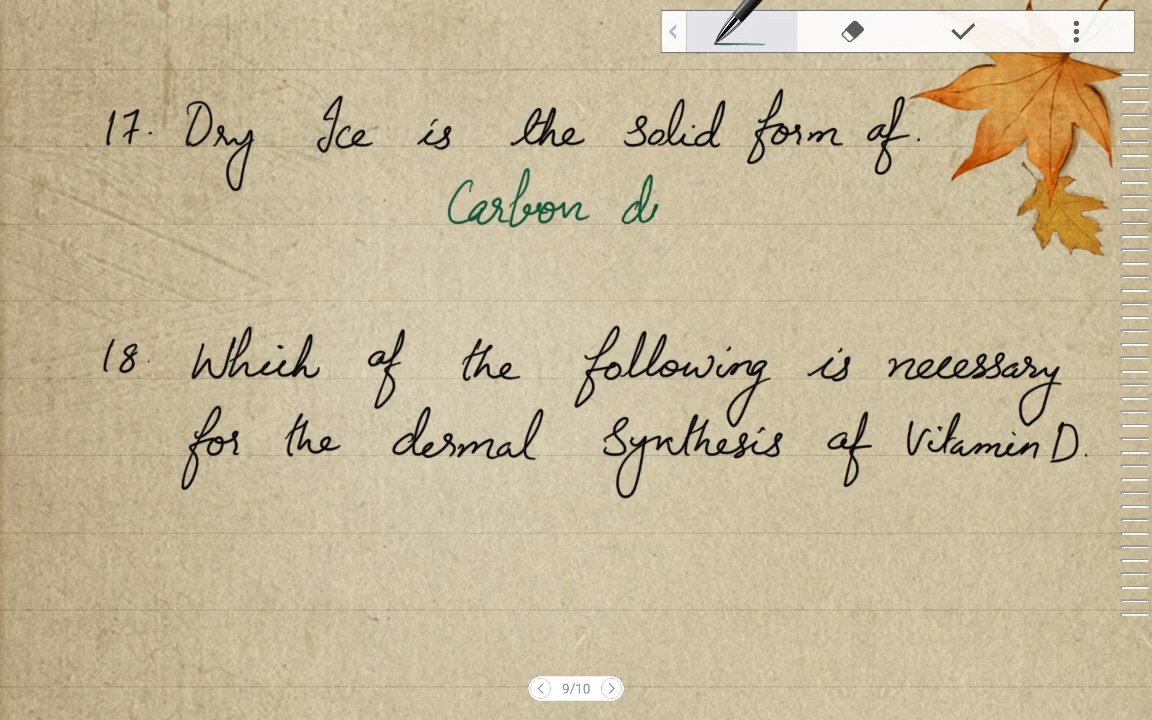 17. Dry Ice is the solid form of.
Carbon di
18. Which of the following is necessary
for the dermal Synthesis of Vitamin D.
9/10